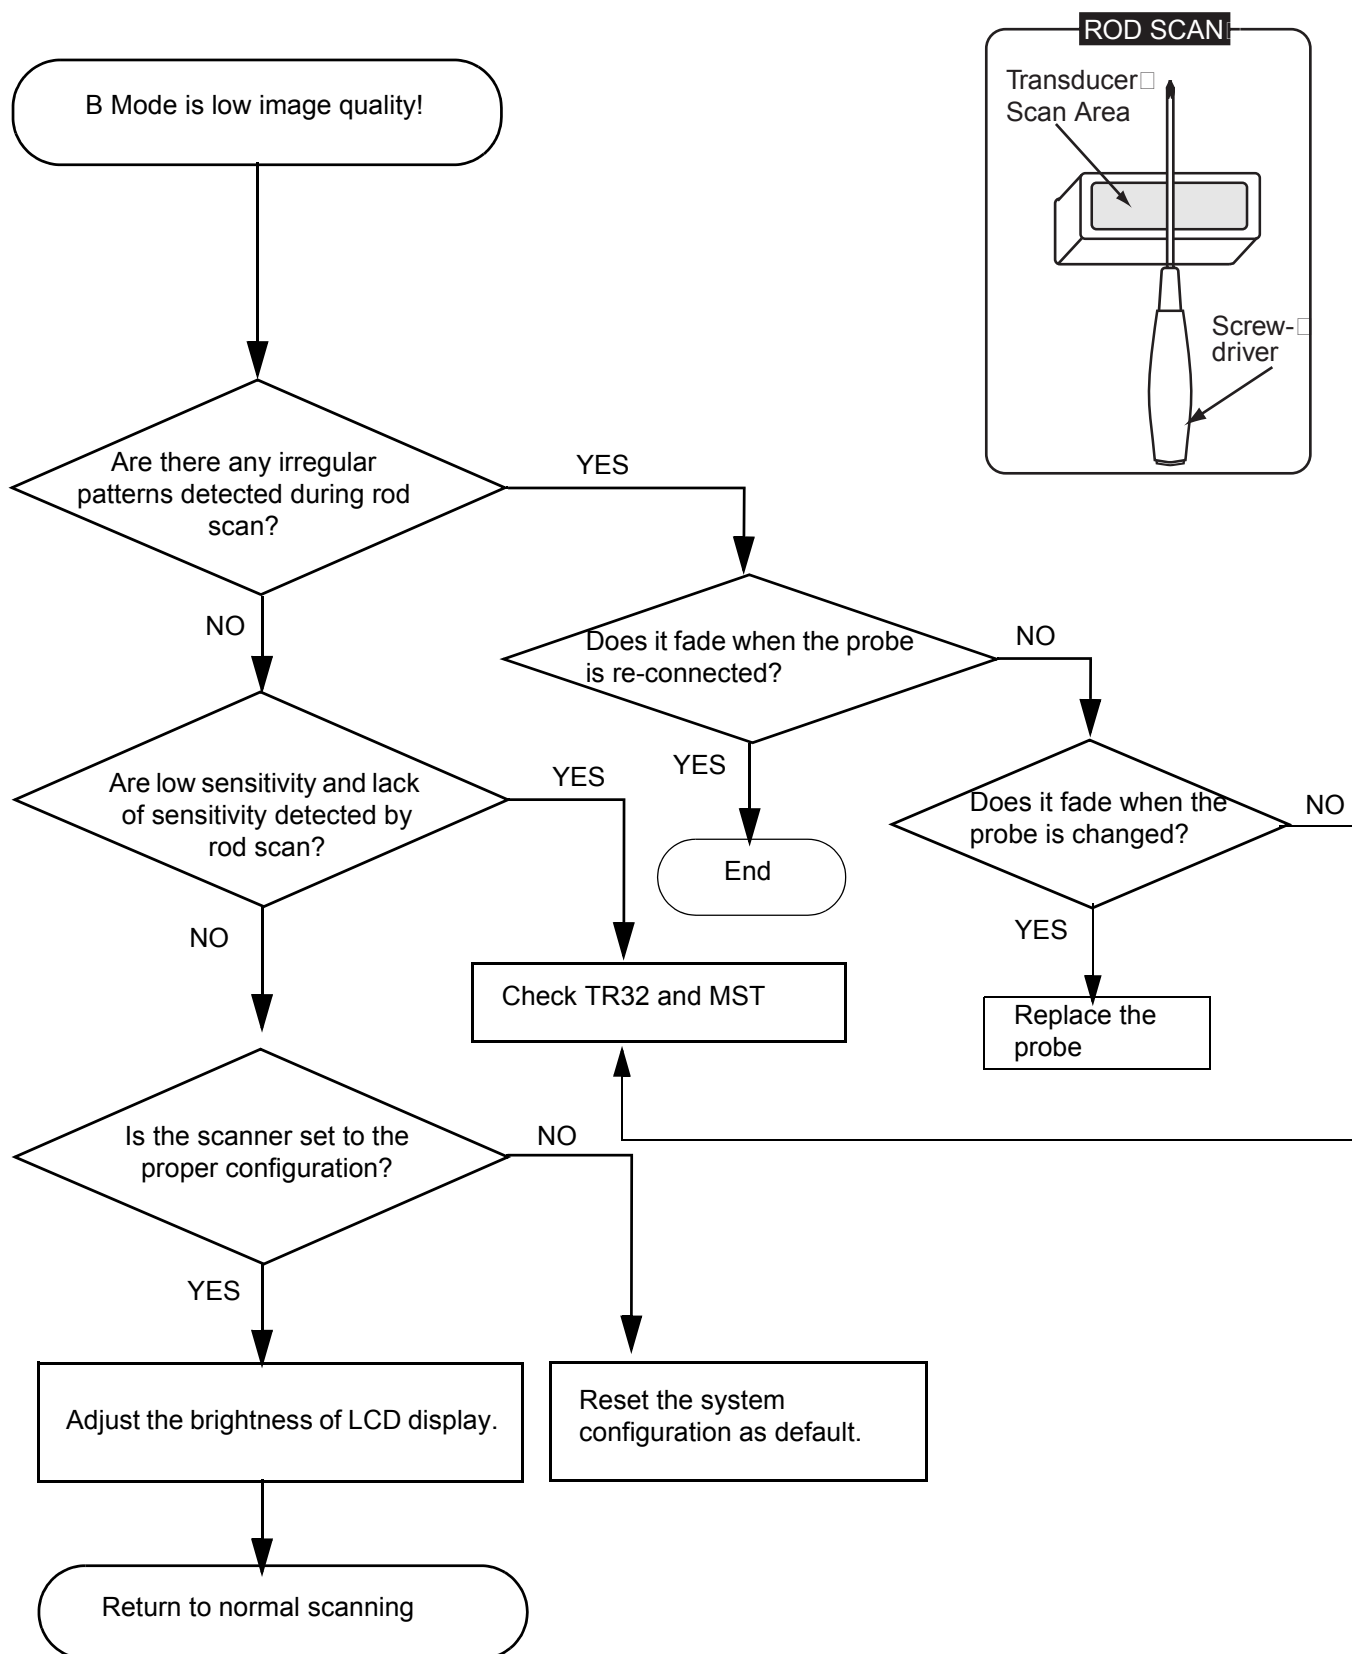 ROD SCAN
Transducer
Scan Area
Screw-
driver
B Mode is low image quality!
Are there any irregular
patterns detected during rod
scan?
YES
NO
Does it fade when the probe
is re-connected?
NO
YES
Are low sensitivity and lack
of sensitivity detected by
rod scan?
YES
NO
End
Does it fade when the
probe is changed?
NO
YES
Check TR32 and MST
Replace the
probe
Is the scanner set to the
proper configuration?
NO
YES
Adjust the brightness of LCD display.
Reset the system
configuration as default.
Return to normal scanning